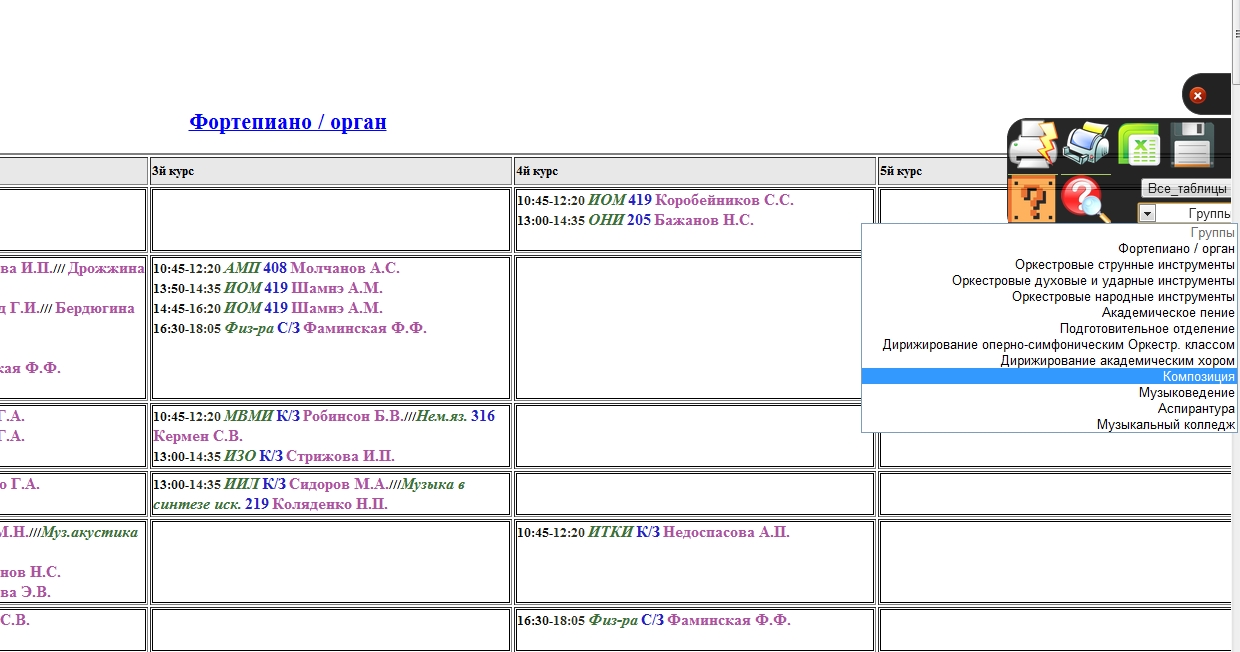 Фортепиано / орган
3й курс
4й курс
5й курс
10:45-12:20 ИОМ 419 Коробейников С.С.
13:00-14:35 ОНИ 205 Бажанов Н.С.
ва И.П./// Дрожжина
д Г.И./// Бердюгина
кая Ф.Ф.
10:45-12:20 АМП 408 Молчанов А.С.
13:50-14:35 ИОМ 419 Шамнэ А.М.
14:45-16:20 ИОМ 419 Шамнэ А.М.
16:30-18:05 Физ-ра С/З Фаминская Ф.Ф.
Г.А.
Г.А.
10:45-12:20 МВМИ К/З Робинсон Б.В.///Нем.яз. 316
Кермен С.В.
13:00-14:35 ИЗО К/З Стрижова И.П.
о Г.А.
13:00-14:35 ИИЛ К/З Сидоров М.А.///Музыка в
синтезе иск. 219 Коляденко Н.П.
М.Н.///Муз.акустика
нов Н.С.
ва Э.В.
10:45-12:20 ИТКИ К/З Недоспасова А.П.
С.В.
16:30-18:05 Физ-ра С/З Фаминская Ф.Ф.
Все_таблицы
Группы
Группы
Фортепиано / орган
Оркестровые струнные инструменты
Оркестровые духовые и ударные инструменты
Оркестровые народные инструменты
Академическое пение
Подготовительное отделение
Дирижирование оперно-симфоническим Оркестр. классом
Дирижирование академическим хором
Композиция
Музыковедение
Аспирантура
Музыкальный колледж